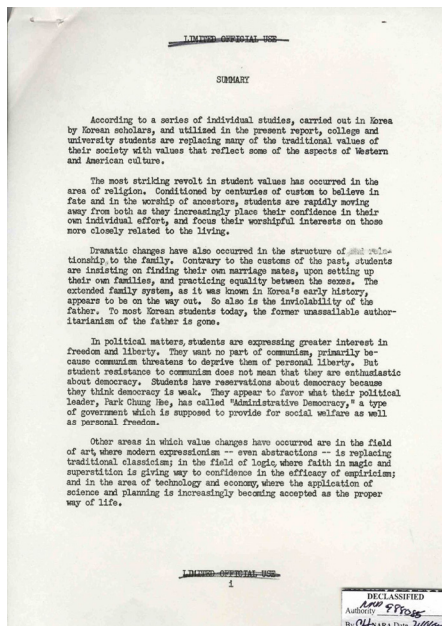 LIMITED OFFICIAL USE
SUMMARY
According to a series of individual studies, carried out in Korea
by Korean scholars, and utilized in the present report, college and
university students are replacing many of the traditional values of
their society with values that reflect some of the aspects of Western
and American culture.
The most striking revolt in student values has occurred in the
area of religion. Conditioned by centuries of custom to believe in
fate and in the worship of ancestors, students are rapidly moving
away from both as they increasingly place their confidence in their
own individual effort, and focus their worshipful interests on those
more closely related to the living.
Dramatic changes have also occurred in the structure of and rela-
tionship to the family. Contrary to the customs of the past, students
are insisting on finding their own marriage mates, upon setting up
their own families, and practicing equality between the sexes. The
extended family system, as it was known in Korea's early history,
appears to be on the way out. So also is the inviolability of the
father. To most Korean students today, the former unassailable author-
itarianism of the father is gone.
In political matters, students are expressing greater interest in
freedom and liberty. They want no part of communism, primarily be-
cause communism threatens to deprive them of personal liberty. But
student resistance to communism does not mean that they are enthusiastic
about democracy. Students have reservations about democracy because
they think democracy is weak. They appear to favor what their political
leader, Park Chung Hee, has called "Administrative Democracy," a type
of government which is supposed to provide for social welfare as well
as personal freedom.
Other areas in which value changes have occurred are in the field
of art, where modern expressionism -- even abstractions -- is replacing
traditional classicism; in the field of logic, where faith in magic and
superstition is giving way to confidence in the efficacy of empiricism;
and in the area of technology and economy, where the application of
science and planning is increasingly becoming accepted as the proper
way of life.
LIMITED OFFICIAL USE
1
DECLASSIFIED
Authority NND
By NARA Date